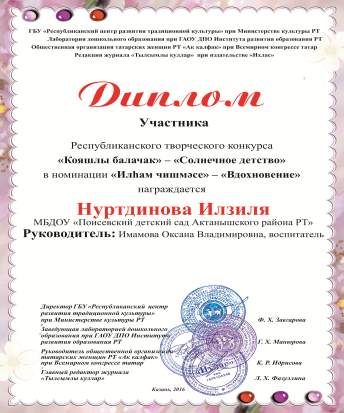 ГБУ «Республиканский центр развития традиционной культуры» при Министерстве культуры РТ
Лаборатория дошкольного образования при ГАОУ ДПО Института развития образования РТ
Общественная организация татарских женщин РТ «Ак калфак» при Всемирном конгрессе татар
Редакция журнала «Тылсымлы куллар» при издательстве «Ихлас»
Диплом
Участника
Республиканского творческого конкурса
«Кояшлы балачак» – «Солнечное детство»
в номинации «Илһам чишмәсе» – «Вдохновение»
награждается
Нуртдинова Илзиля
МБДОУ «Поисевский детский сад Актанышского района РТ»
Руководитель: Имамова Оксана Владимировна, воспитатель
Директор ГБУ «Республиканский центр
развития традиционной культуры»
при Министерстве культуры РТ
Ф. Х. Завгарова
Заведующая лабораторией дошкольного
образования при ГАОУ ДПО Институт
развития образования РТ
Г. Х. Маннрова
Руководитель общественной организации
татарских женщин РТ «Ак калфак»
при Всемирном конгрессе татар
К. Р. Идрисова
Главный редактор журнала
«Тылсымлы куллар»
Л. Х. Фазуллина
Казань, 2016